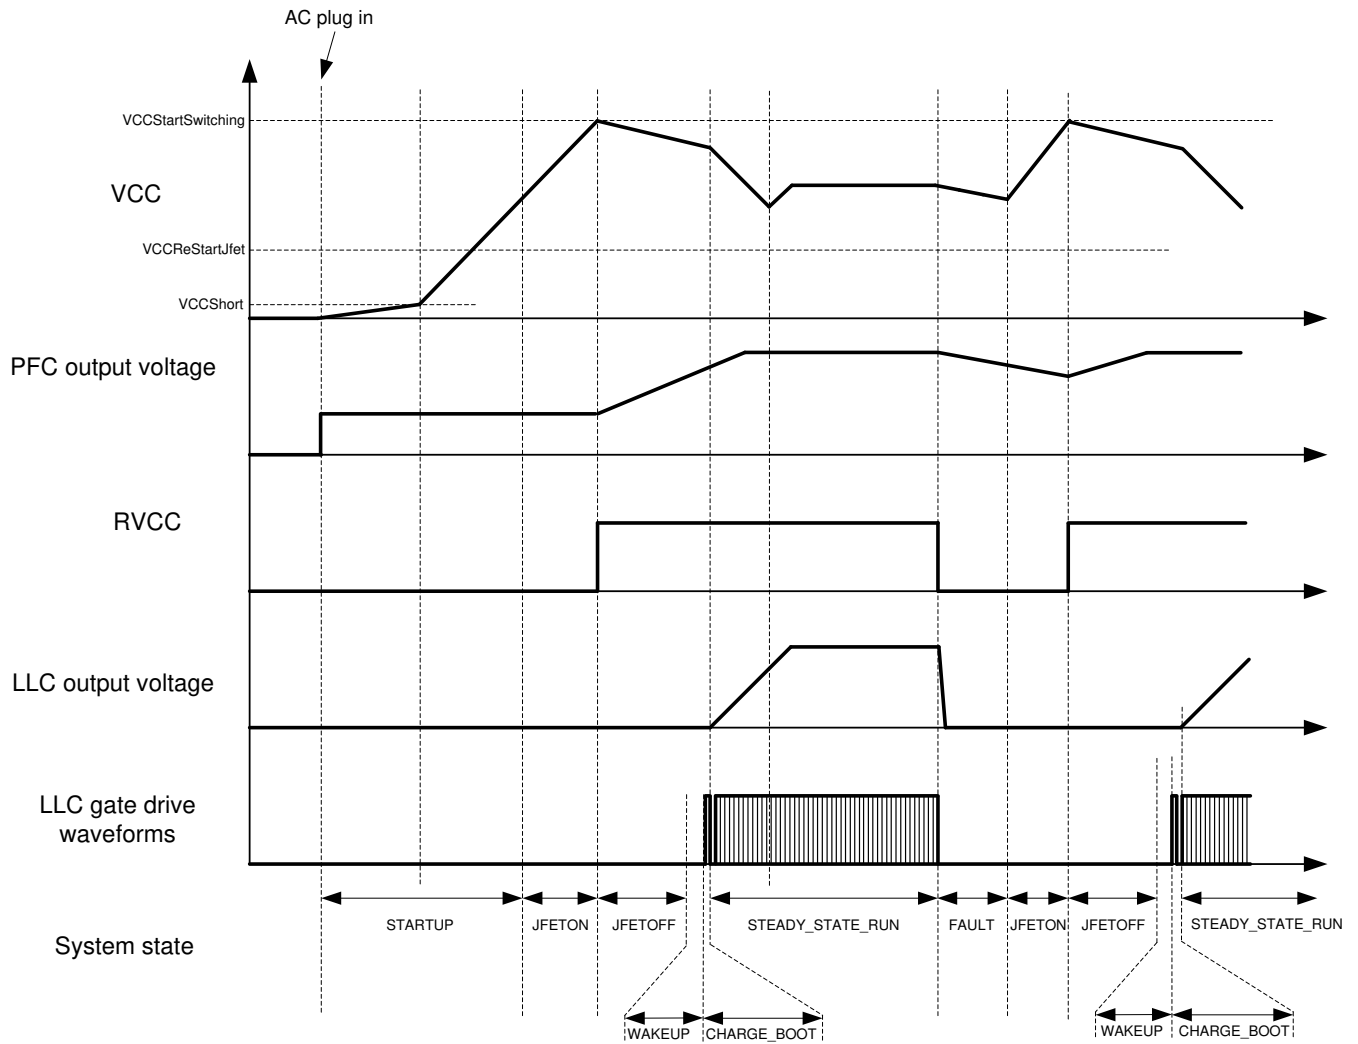 AC plug in
VCCStartSwitching
VCC
VCCReStartJfet
VCCShort
PFC output voltage
RVCC
LLC output voltage
LLC gate drive
waveforms
STARTUP JFETON JFETOFF STEADY_STATE_RUN FAULT JFETON JFETOFF STEADY_STATE_RUN
System state
WAKEUP CHARGE_BOOT WAKEUP CHARGE_BOOT